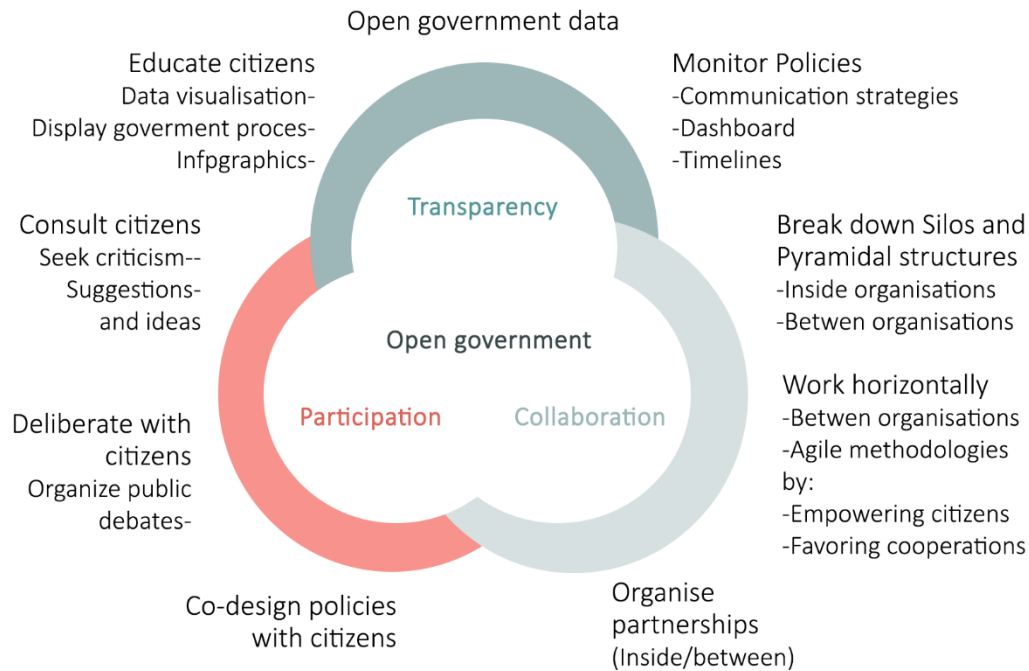 Open government data
Educate citizens
Data visualisation-
Display goverment proces-
Infpgraphics-
Monitor Policies
-Communication strategies
-Dashboard
-Timelines
Transparency
Consult citizens
Seek criticism--
Suggestions-
and ideas
Break down Silos and
Pyramidal structures
-Inside organisations
-Betwen organisations
Open government
Participation
Collaboration
Deliberate with
citizens
Organize public
debates-
Work horizontally
-Betwen organisations
-Agile methodologies
by:
-Empowering citizens
-Favoring cooperations
Co-design policies
with citizens
Organise
partnerships
(Inside/between)